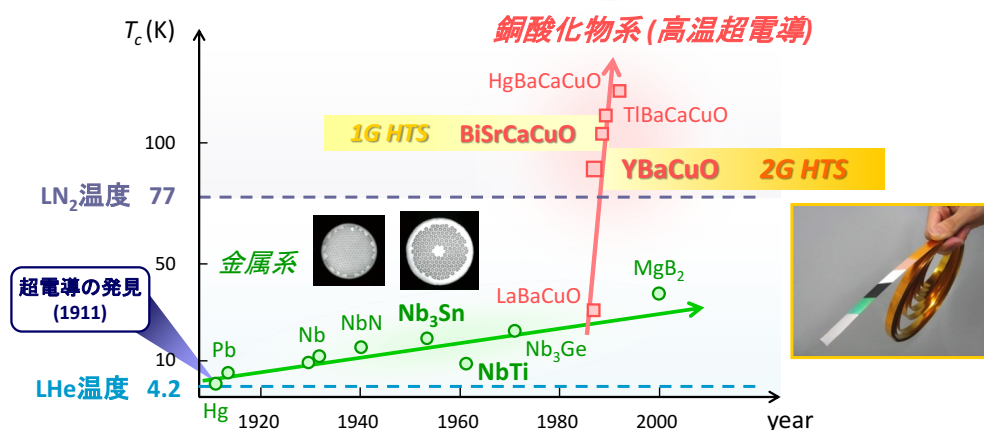 Tc (K)
銅酸化物系 (高温超電導)
HgBaCaCuO
TlBaCaCuO
1G HTS BiSrCaCuO
100
YBaCuO 2G HTS
LN2温度 77
金属系
50
MgB2
超電導の発見
(1911)
LaBaCuO
Nb3Sn
NbN
Nb
Pb
Nb3Ge
10
NbTi
LHe温度 4.2
Hg
1920 1940 1960 1980 2000 year